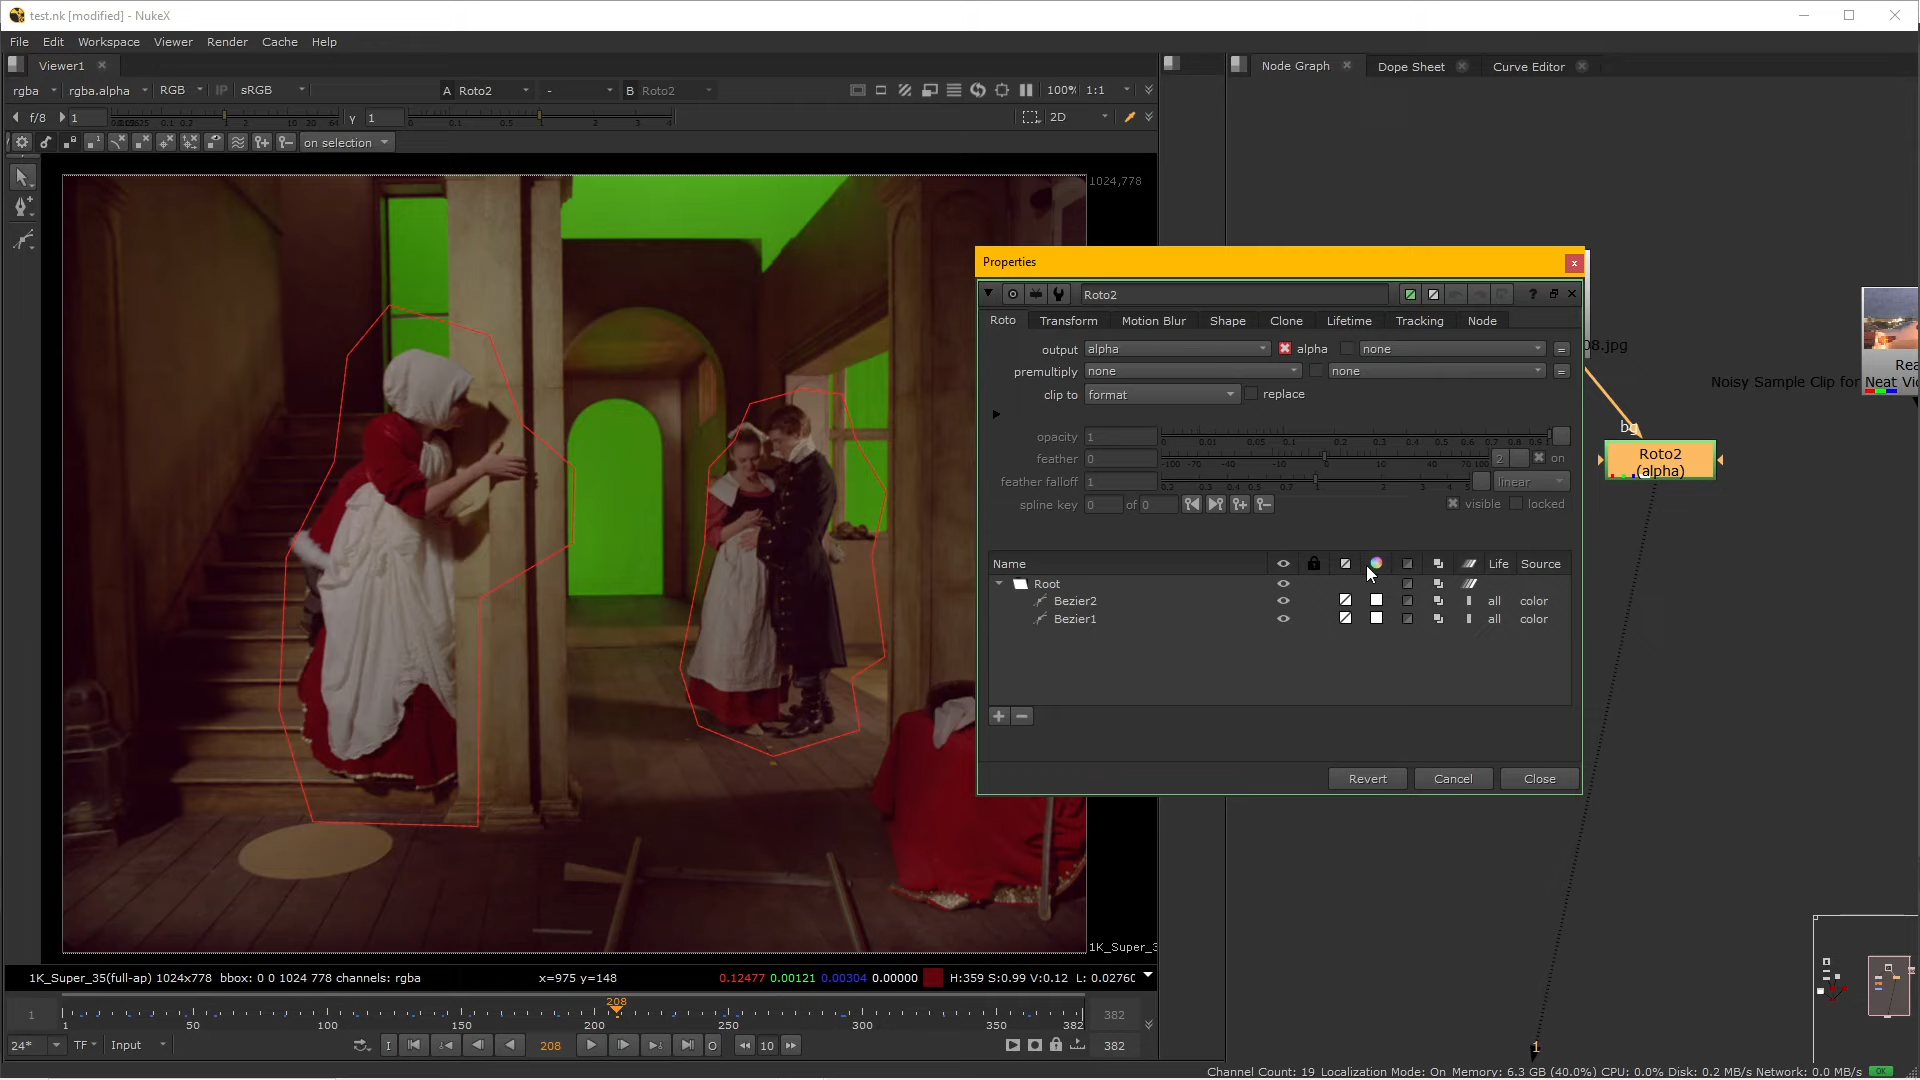 test.nk [modified] - NukeX
File Edit Workspace Viewer Render Cache Help
Viewer1
Node Graph Dope Sheet Curve Editor
rgba rgba.alpha RGB IP sRGB A Roto2 - B Roto2 100% 1:1
f/8 1 y 1 2D
on selection
1024,778
Properties
Roto2
Roto Transform Motion Blur Shape Clone Lifetime Tracking Node
output alpha alpha none
premultiply none none
clip to format replace
opacity 1
feather 0 2 on
feather falloff 1 linear
spline key 0 of 0 visible locked
Name Life Source
Root
Bezier2 all color
Bezier1 all color
Revert Cancel Close
08.jpg
Rea
Noisy Sample Clip for Neat Vi
bg
Roto2
(alpha)
1
1K_Super_3
1K_Super_35(full-ap) 1024x778 bbox: 0 0 1024 778 channels: rgba x=975 y=148 0.12477 0.00121 0.00304 0.00000 H:359 S:0.99 V:0.12 L: 0.02760
208
1 382
1 50 100 150 200 250 300 350 382
24* TF Input 208 10 382
Channel Count: 19 Localization Mode: On Memory: 6.3 GB (40.0%) CPU: 0.0% Disk: 0.2 MB/s Network: 0.0 MB/s OK